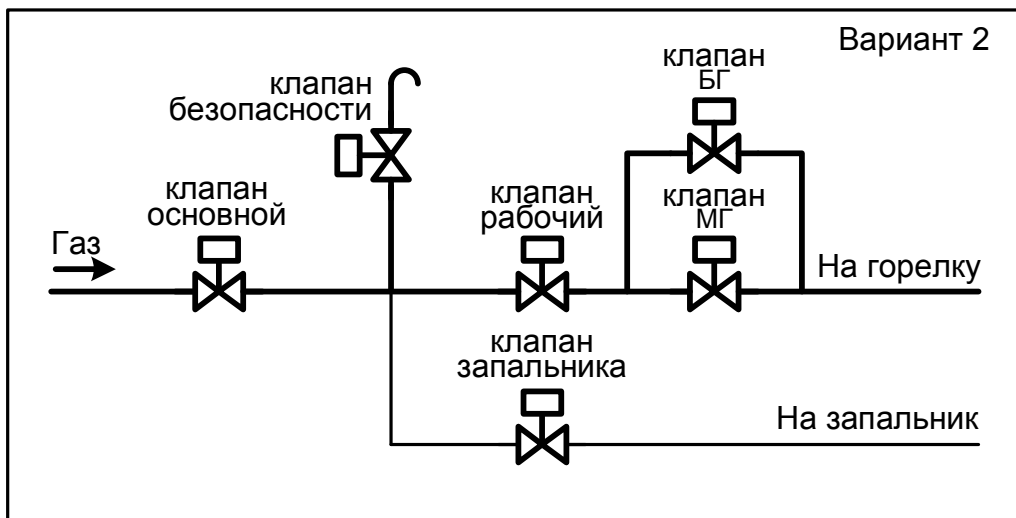 Вариант 2
клапан
безопасности
клапан
БГ
клапан
основной
клапан
рабочий
клапан
МГ
Газ
На горелку
клапан
запальника
На запальник